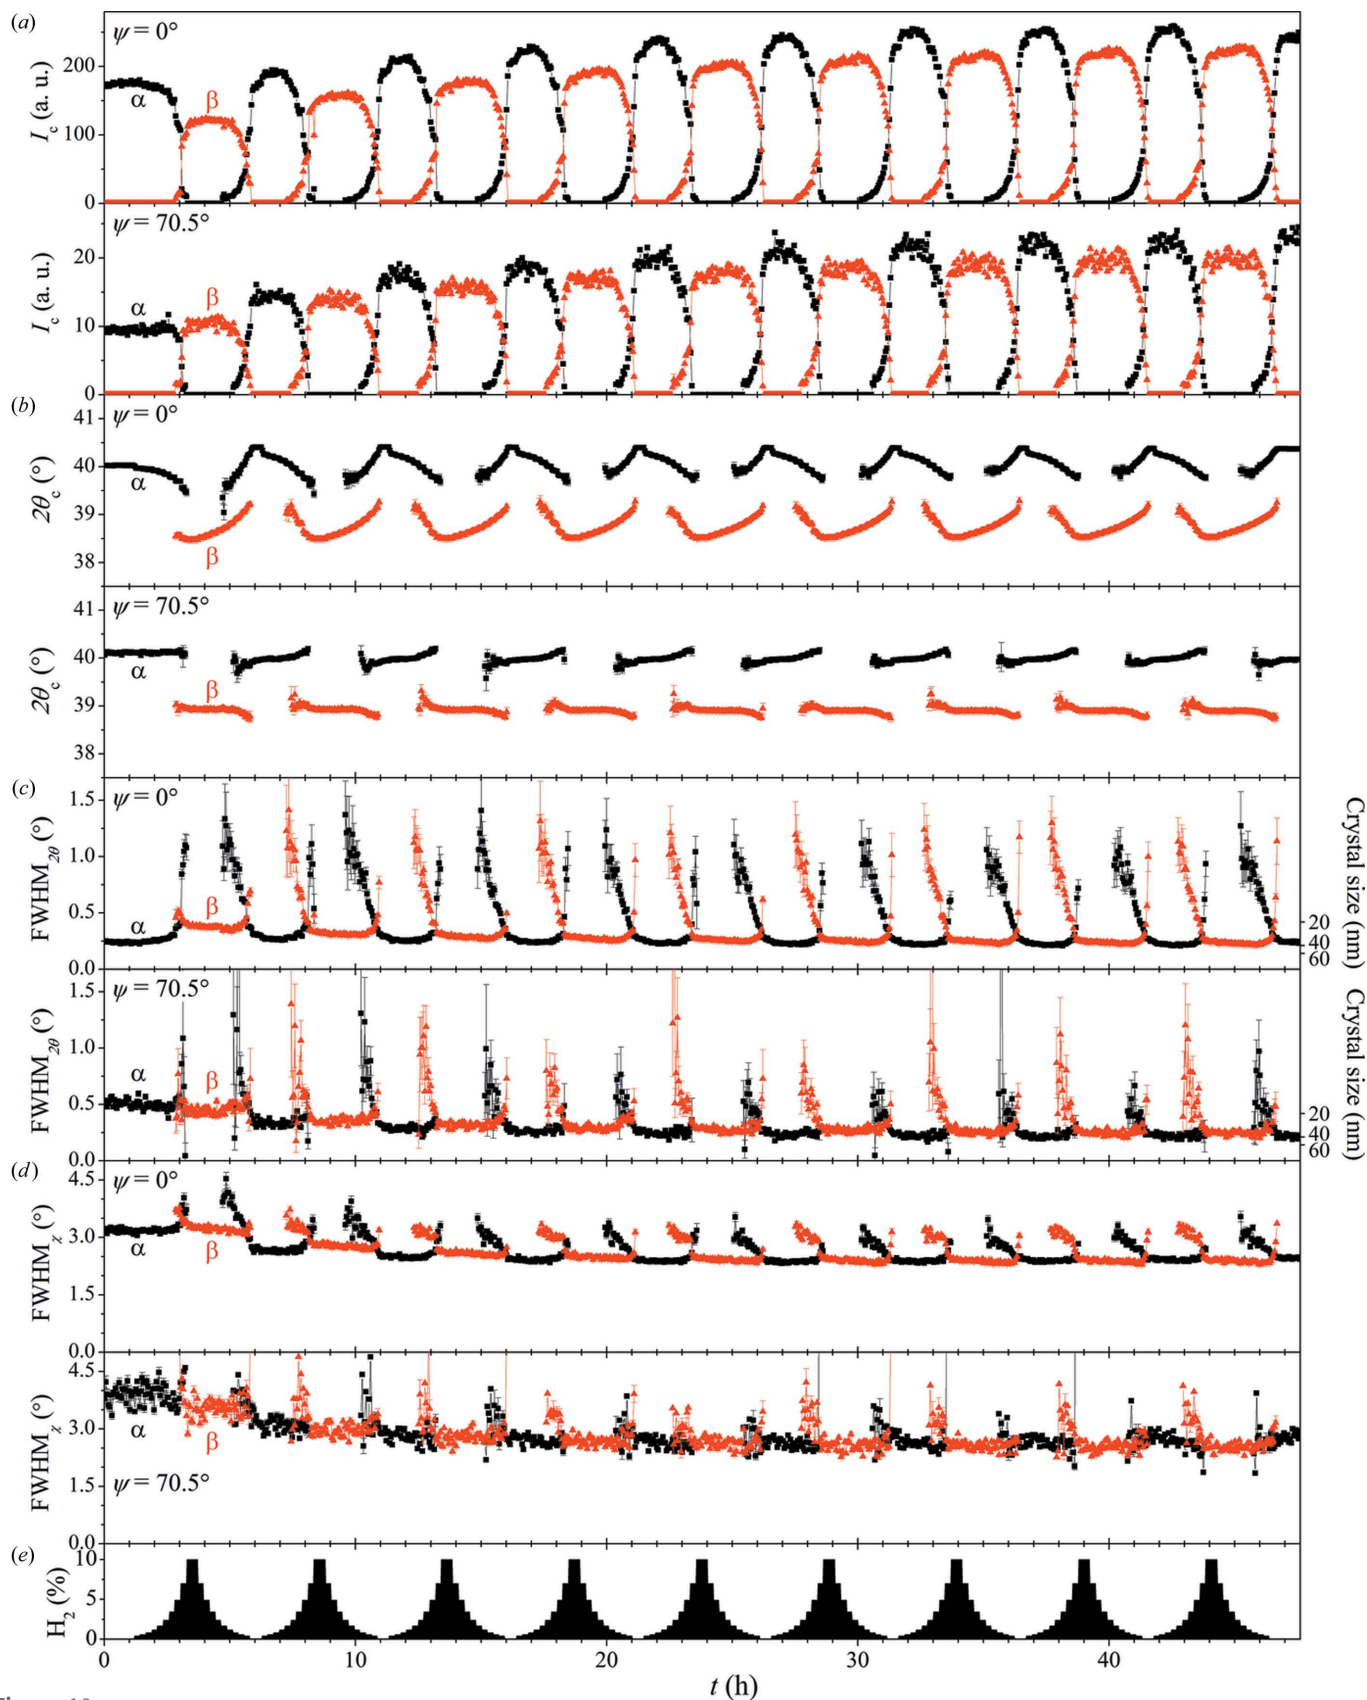 (a)
ψ = 0°
I_c (a. u.)
200
100
0
α
β
ψ = 70.5°
I_c (a. u.)
20
10
0
α
β
(b)
ψ = 0°
2θ_c (°)
41
40
39
38
α
β
ψ = 70.5°
2θ_c (°)
41
40
39
38
α
β
(c)
ψ = 0°
FWHM_2θ (°)
1.5
1.0
0.5
0.0
α
β
20
40
60
Crystal size (nm)
ψ = 70.5°
FWHM_2θ (°)
1.5
1.0
0.5
0.0
α
β
20
40
60
Crystal size (nm)
(d)
ψ = 0°
FWHM_χ (°)
4.5
3.0
1.5
0.0
α
β
FWHM_χ (°)
4.5
3.0
1.5
0.0
α
β
ψ = 70.5°
(e)
H_2 (%)
10
5
0
0 10 20 30 40
t (h)